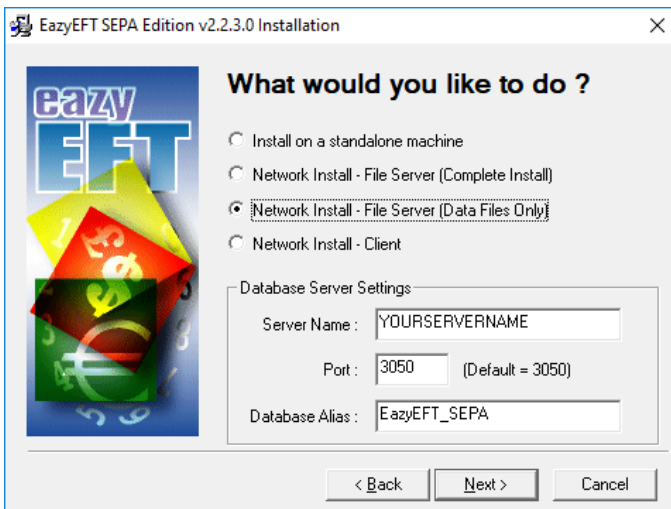 EazyEFT SEPA Edition v2.2.3.0 Installation
eazy
EFT
What would you like to do ?
Install on a standalone machine
Network Install - File Server (Complete Install)
Network Install - File Server (Data Files Only)
Network Install - Client
Database Server Settings
Server Name : YOURSERVERNAME
Port : 3050 (Default = 3050)
Database Alias : EazyEFT_SEPA
< Back Next > Cancel